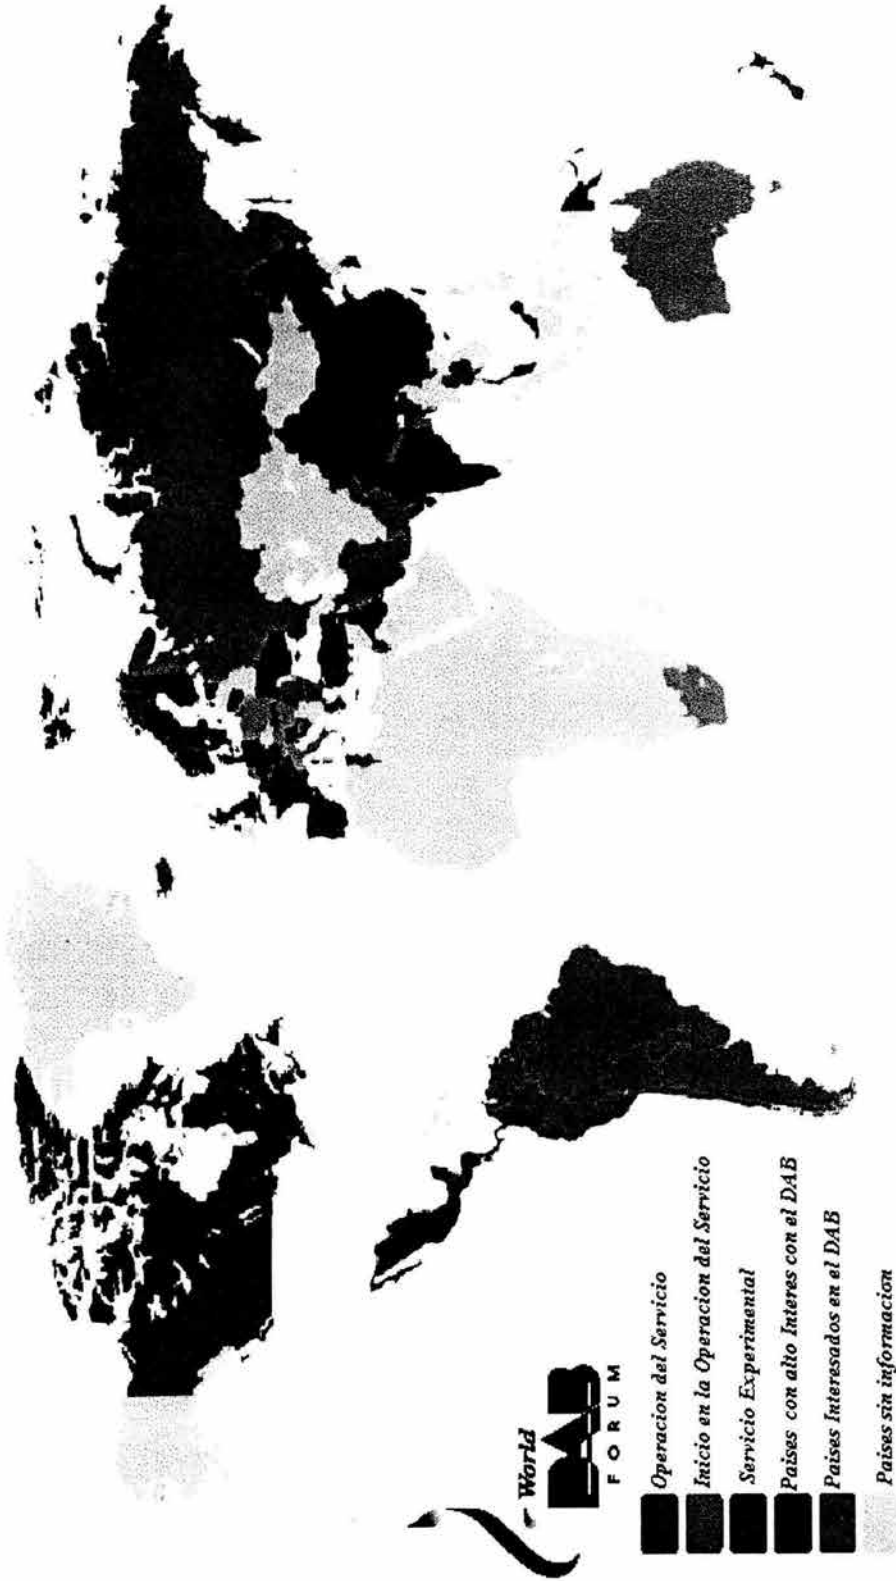 World
DAB
FORUM
Operacion del Servicio
Inicio en la Operacion del Servicio
Servicio Experimental
Paises con alto Interes con el DAB
Paises Interesados en el DAB
Paises sin informacion